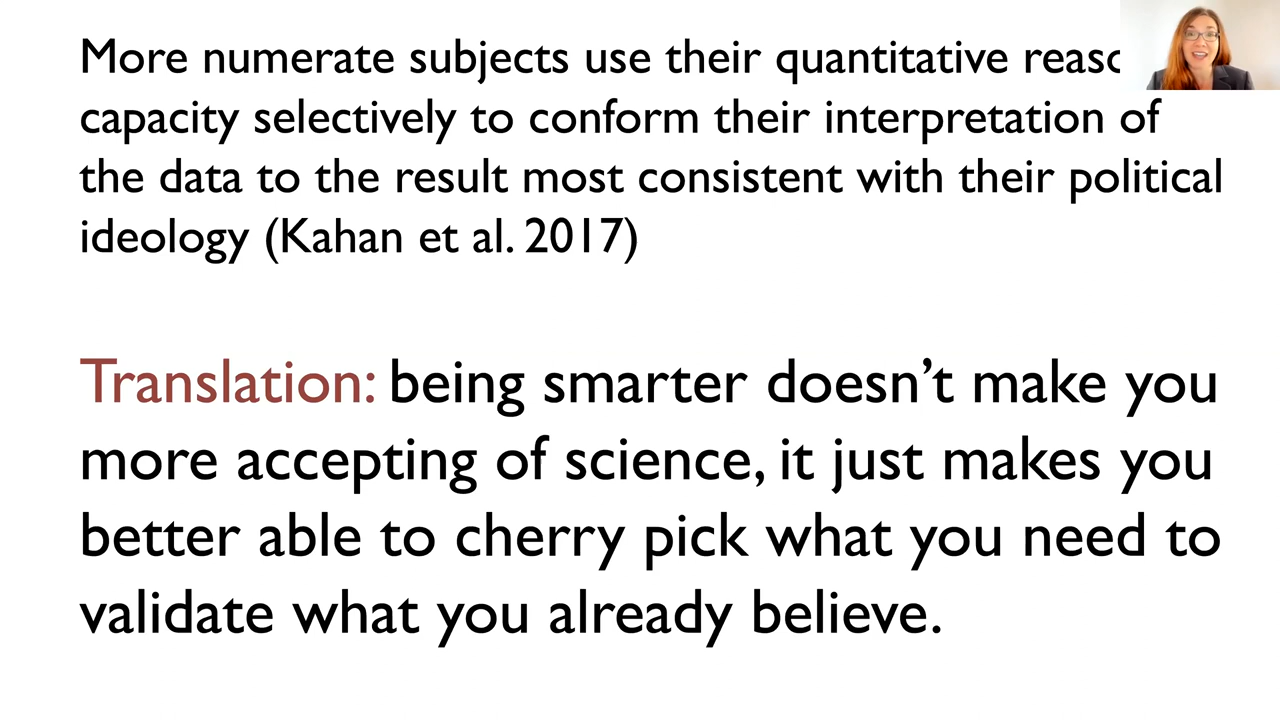 More numerate subjects use their quantitative
capacity selectively to conform their interpretation of
the data to the result most consistent with their political
ideology (Kahan et al. 2017)
Translation: being smarter doesn’t make you
more accepting of science, it just makes you
better able to cherry pick what you need to
validate what you already believe.